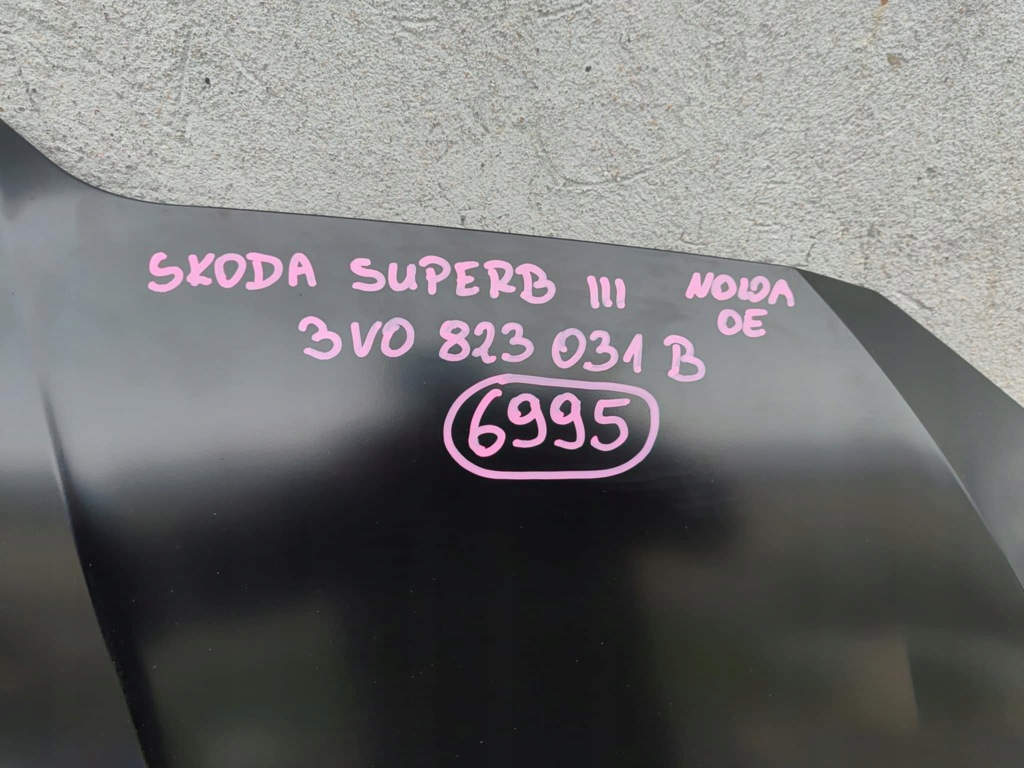 SKODA SUPERB III NOWA
OE
3V0 823 031 B
6995